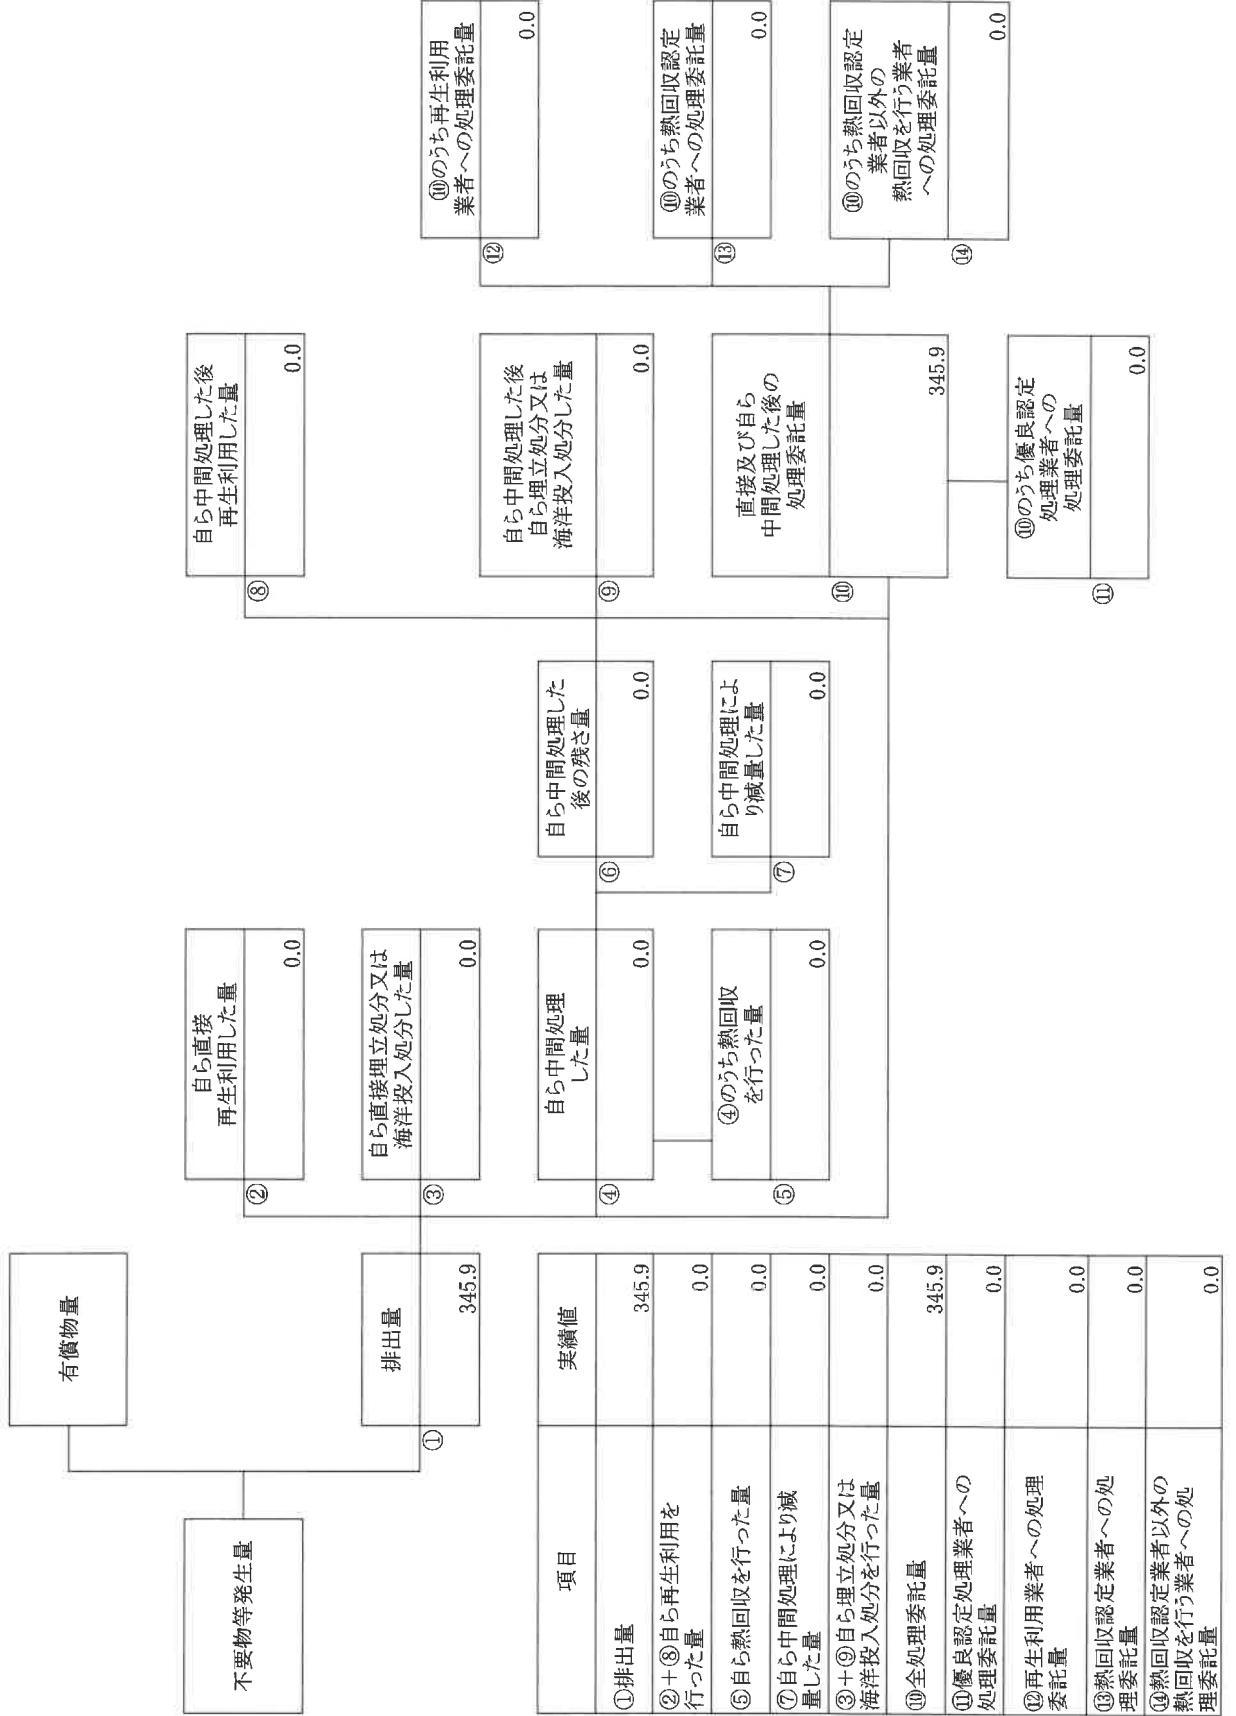 有償物量
不要物等発生量
排出量
①
345.9
自ら直接
再生利用した量
②
0.0
自ら直接埋立処分又は
海洋投入処分した量
③
0.0
自ら中間処理
した量
④
0.0
④のうち熱回収
を行った量
⑤
0.0
自ら中間処理した
後の残さ量
⑥
0.0
自ら中間処理によ
り減量した量
⑦
0.0
自ら中間処理した後
再生利用した量
⑧
0.0
自ら中間処理した後
自ら埋立処分又は
海洋投入処分した量
⑨
0.0
直接及び自ら
中間処理した後の
処理委託量
⑩
345.9
⑩のうち優良認定
処理業者への
処理委託量
⑪
0.0
⑩のうち再生利用
業者への処理委託量
⑫
0.0
⑩のうち熱回収認定
業者への処理委託量
⑬
0.0
⑩のうち熱回収認定
業者以外の
熱回収を行う業者
への処理委託量
⑭
0.0
項目 実績値
①排出量 345.9
②＋⑧自ら再生利用を
行った量 0.0
⑤自ら熱回収を行った量 0.0
⑦自ら中間処理により減
量した量 0.0
③＋⑨自ら埋立処分又は
海洋投入処分を行った量 0.0
⑩全処理委託量 345.9
⑪優良認定処理業者への
処理委託量 0.0
⑫再生利用業者への処理
委託量 0.0
⑬熱回収認定業者への処
理委託量 0.0
⑭熱回収認定業者以外の
熱回収を行う業者への処
理委託量 0.0